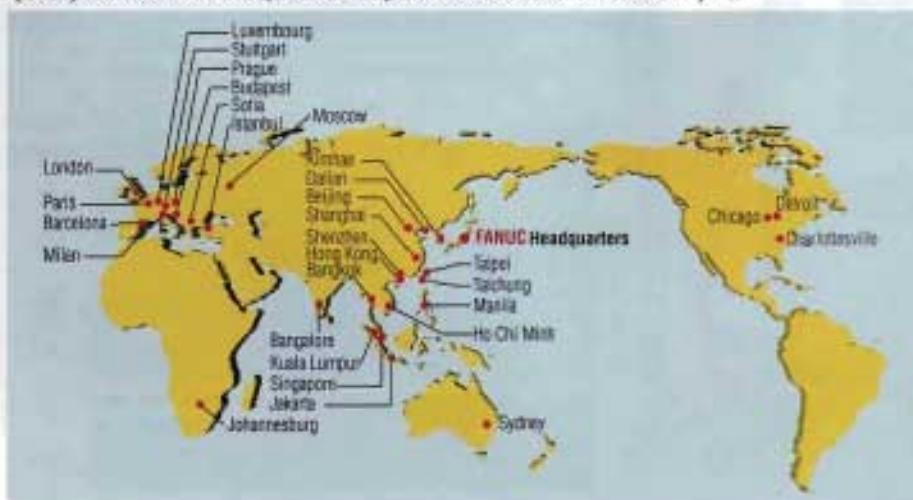 Luxembourg
Stuttgart
Prague
Budapest
Sofia
Istanbul
Moscow
London
Paris
Barcelona
Milan
Dalian
Beijing
Shanghai
Shenzhen
Hong Kong
Bangkok
FANUC Headquarters
Taipei
Taichung
Manila
Ho Chi Minh
Bangalore
Kuala Lumpur
Singapore
Jakarta
Johannesburg
Sydney
Chicago
Detroit
Charlottesville